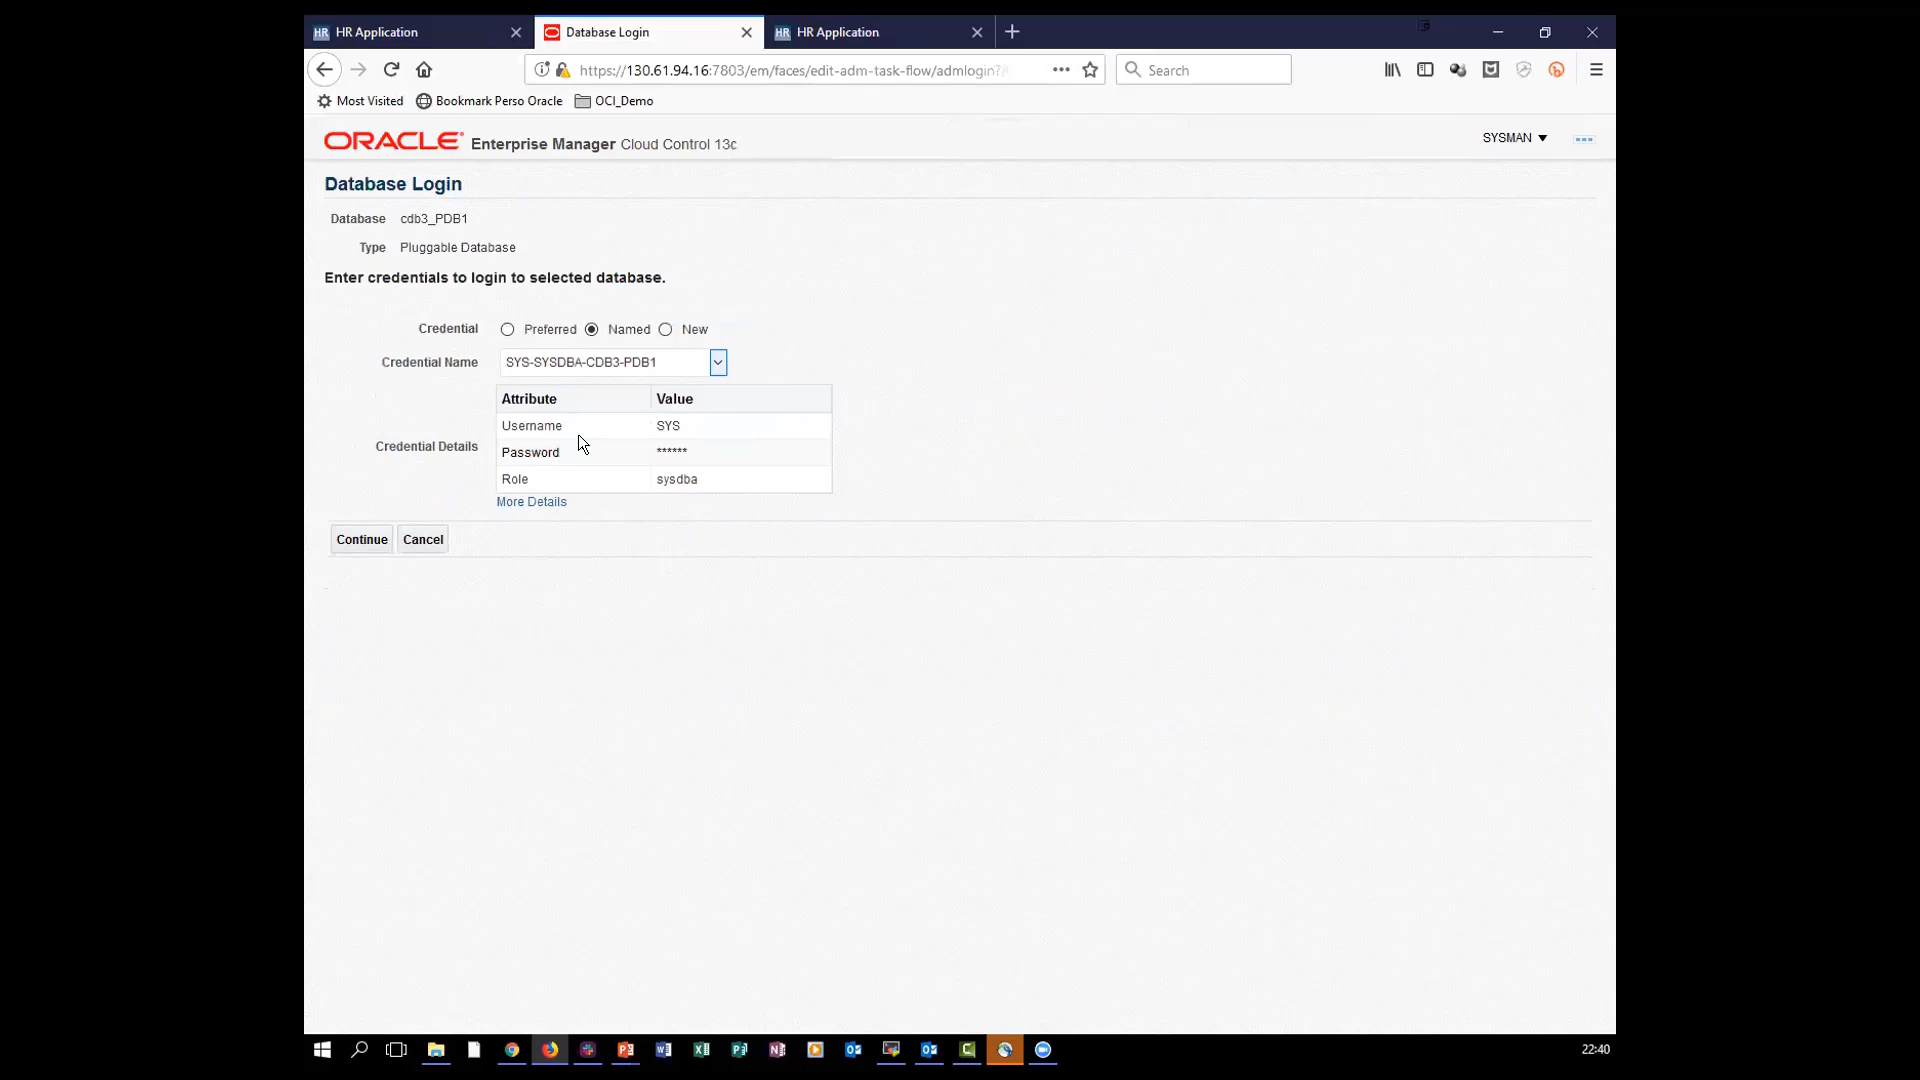 HR HR Application
Database Login
HR HR Application
https://130.61.94.16:7803/em/faces/edit-adm-task-flow/admlogin?
Search
Most Visited
Bookmark Perso Oracle
OCI_Demo
ORACLE Enterprise Manager Cloud Control 13c
SYSMAN
Database Login
Database cdb3_PDB1
Type Pluggable Database
Enter credentials to login to selected database.
Credential Preferred Named New
Credential Name SYS-SYSDBA-CDB3-PDB1
Attribute Value
Username SYS
Credential Details
Password ******
Role sysdba
More Details
Continue Cancel
22:40